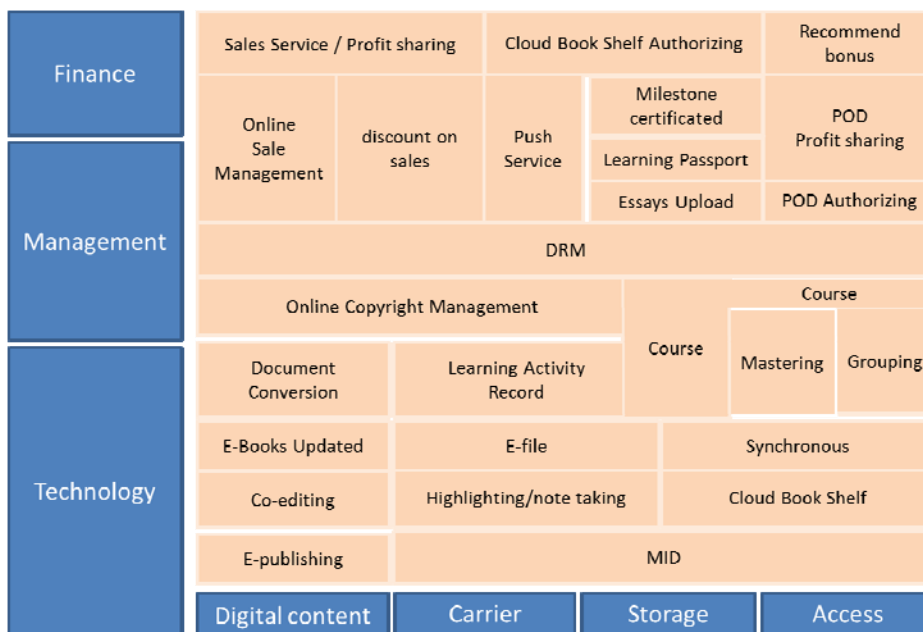 Finance
Sales Service / Profit sharing
Cloud Book Shelf Authorizing
Recommend
bonus
Online
Sale
Management
discount on
sales
Push
Service
Milestone
certificated
Learning Passport
Essays Upload
POD
Profit sharing
POD Authorizing
Management
DRM
Online Copyright Management
Course
Course
Mastering
Grouping
Document
Conversion
Learning Activity
Record
Technology
E-Books Updated
E-file
Synchronous
Co-editing
Highlighting/note taking
Cloud Book Shelf
E-publishing
MID
Digital content
Carrier
Storage
Access